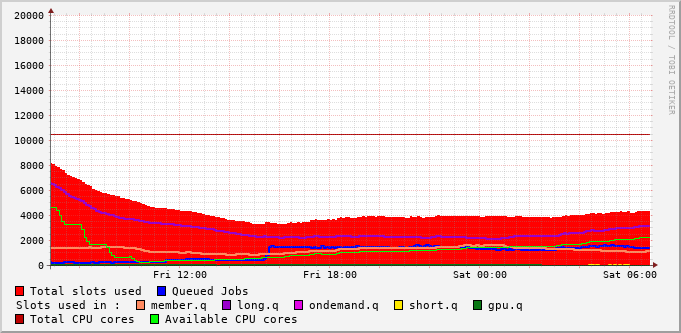 20000
18000
16000
14000
12000
10000
8000
6000
4000
2000
0
Fri 12:00 Fri 18:00 Sat 00:00 Sat 06:00
Total slots used Queued Jobs
Slots used in : member.q long.q ondemand.q short.q gpu.q
Total CPU cores Available CPU cores
RRDTOOL / TOBI OETIKER